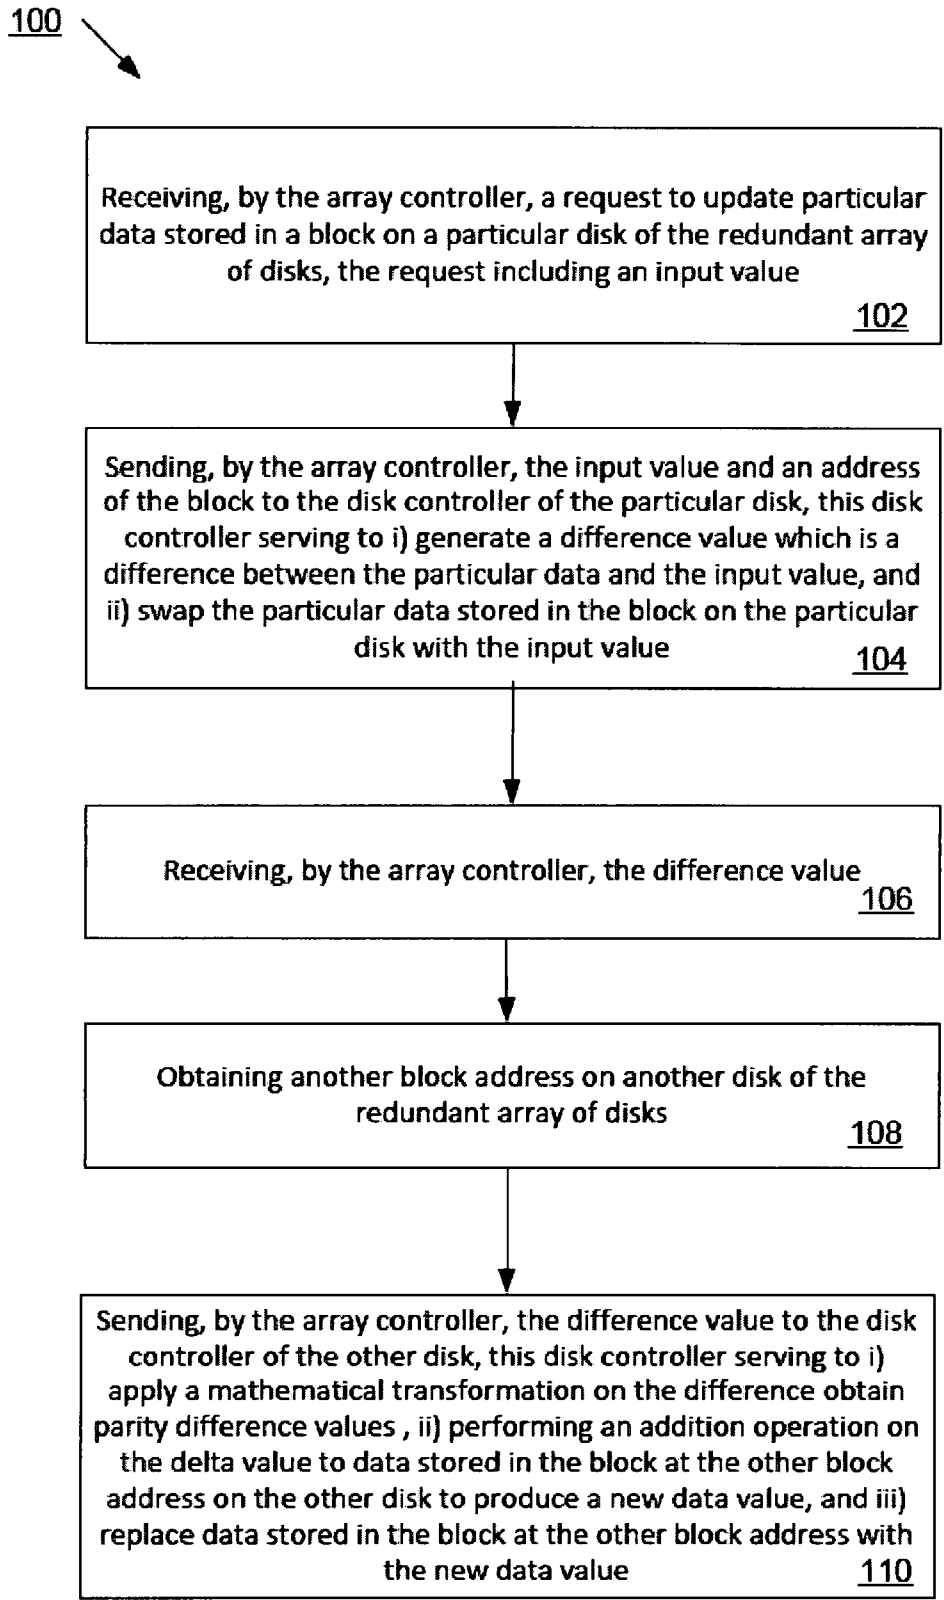 100
Receiving, by the array controller, a request to update particular
data stored in a block on a particular disk of the redundant array
of disks, the request including an input value
102
Sending, by the array controller, the input value and an address
of the block to the disk controller of the particular disk, this disk
controller serving to i) generate a difference value which is a
difference between the particular data and the input value, and
ii) swap the particular data stored in the block on the particular
disk with the input value
104
Receiving, by the array controller, the difference value
106
Obtaining another block address on another disk of the
redundant array of disks
108
Sending, by the array controller, the difference value to the disk
controller of the other disk, this disk controller serving to i)
apply a mathematical transformation on the difference obtain
parity difference values , ii) performing an addition operation on
the delta value to data stored in the block at the other block
address on the other disk to produce a new data value, and iii)
replace data stored in the block at the other block address with
the new data value
110